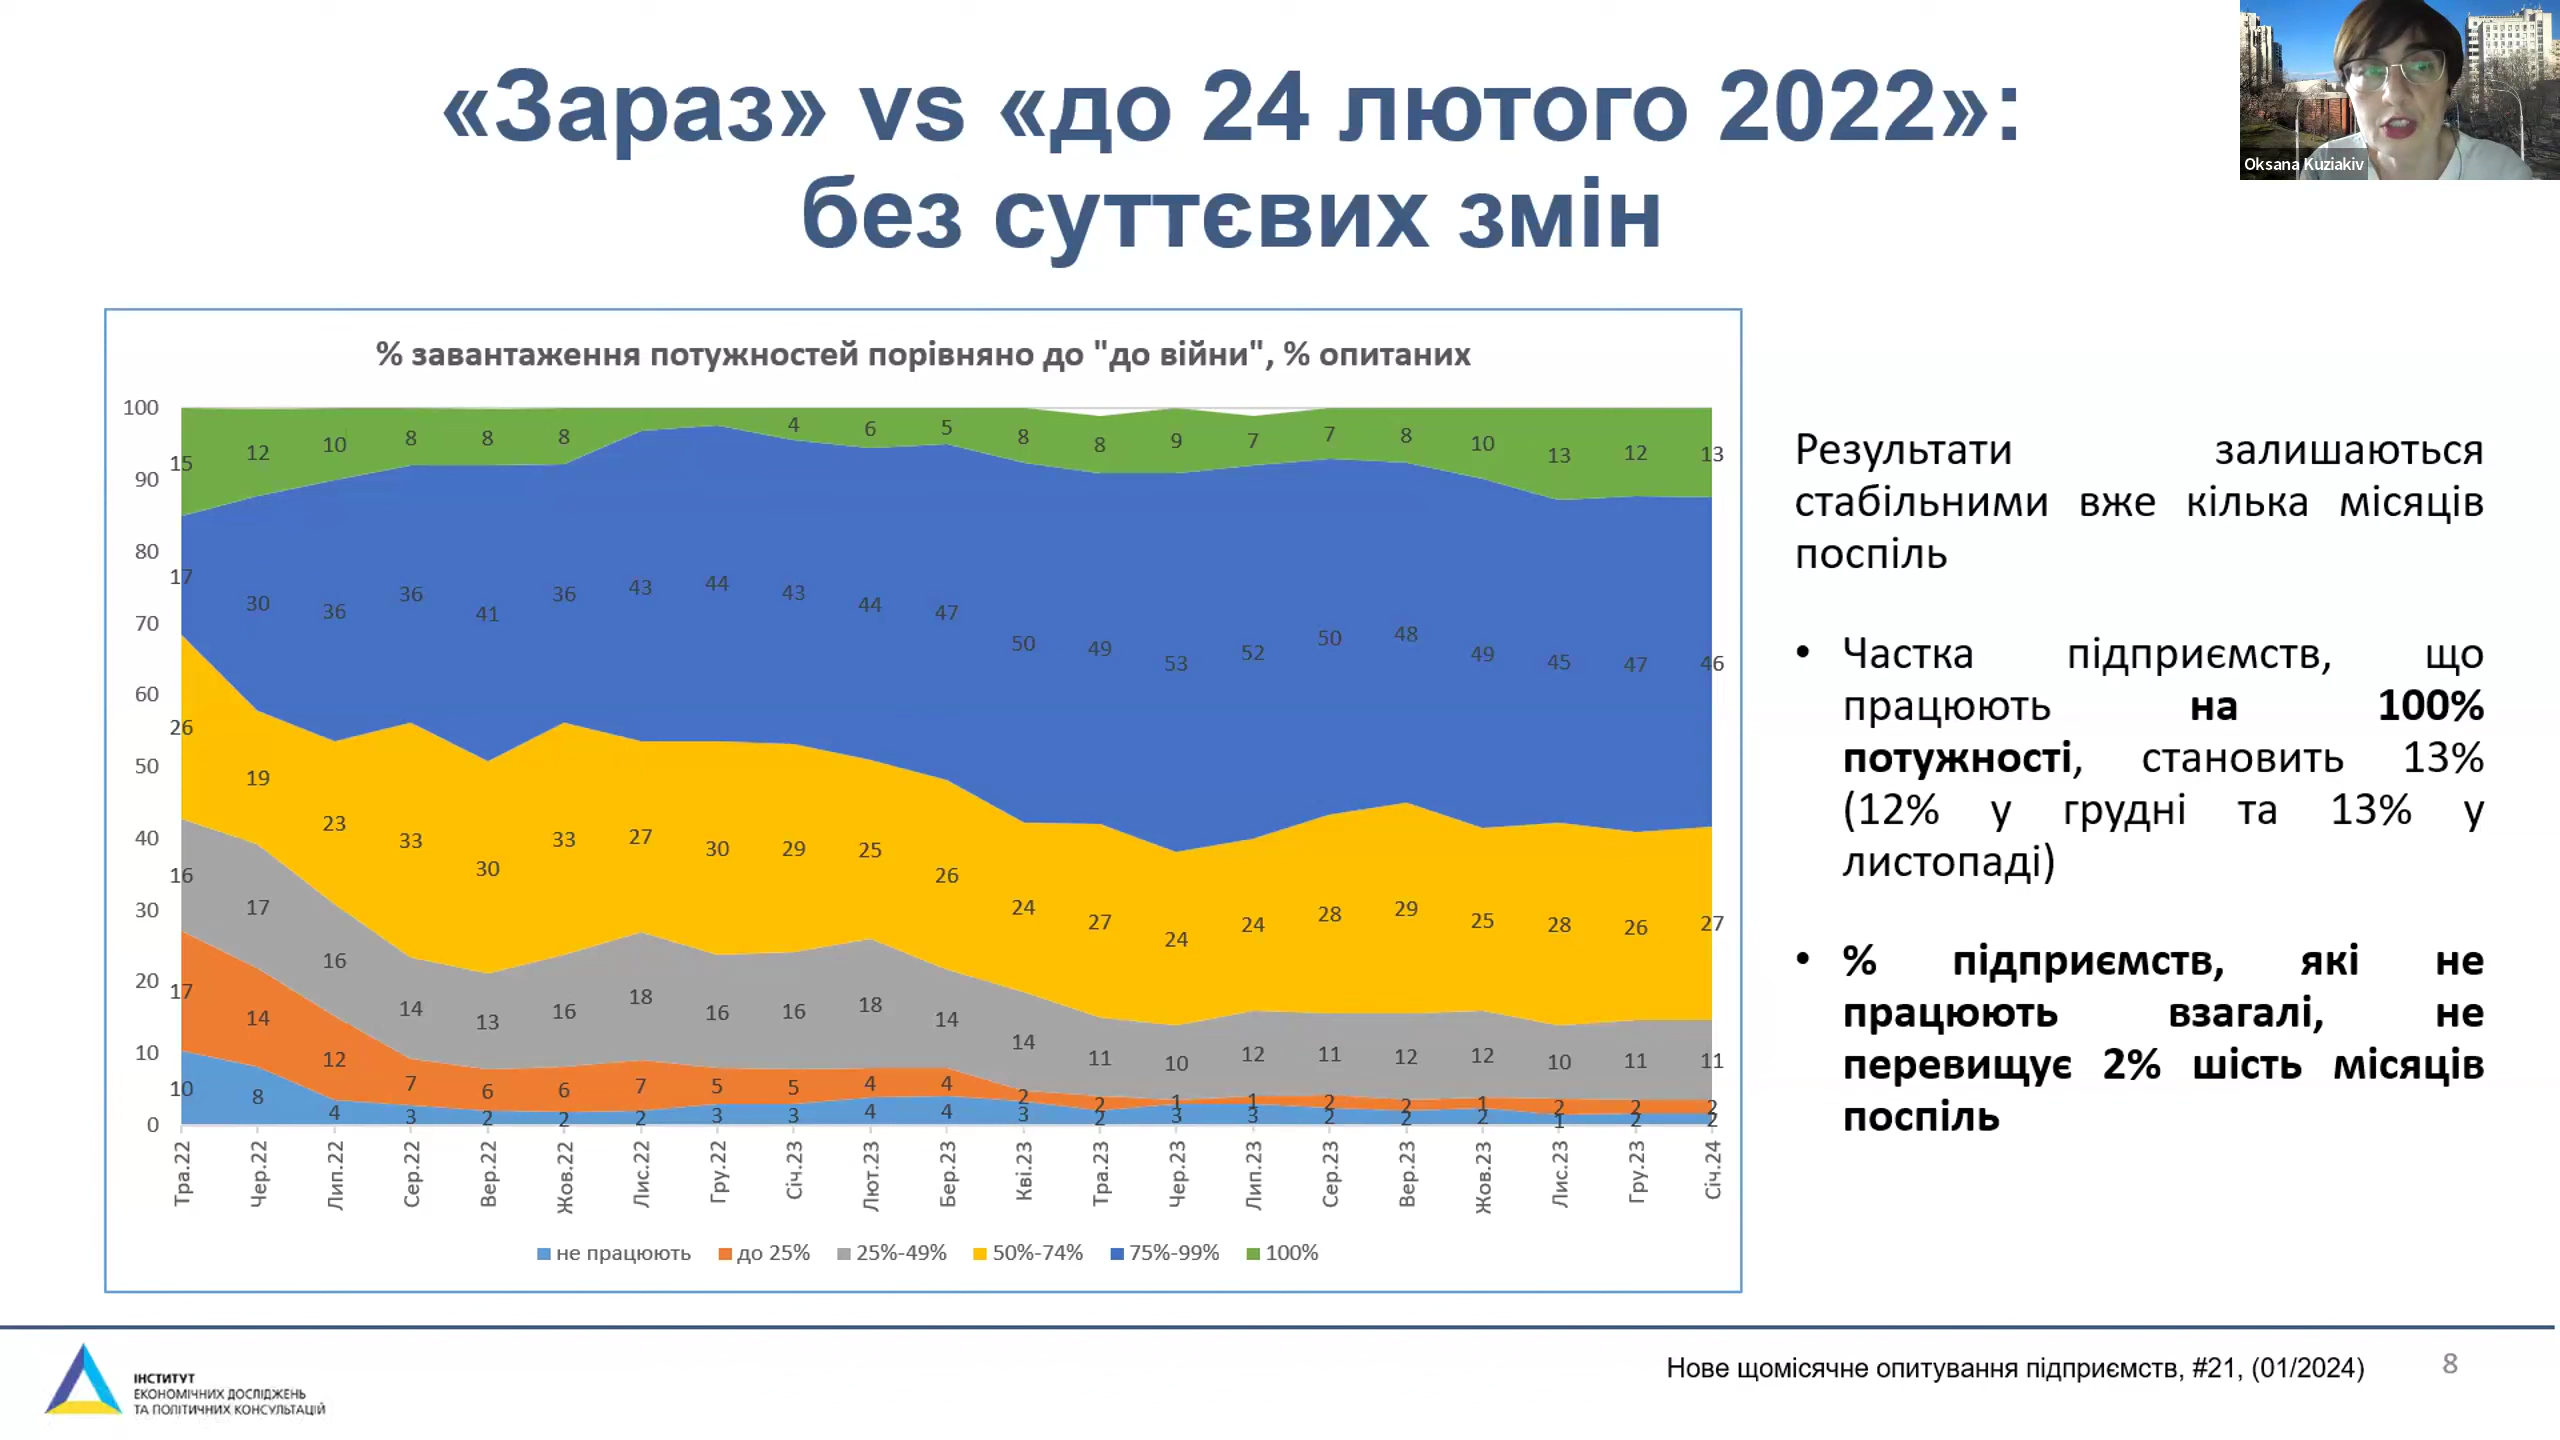 «Зараз» vs «до 24 лютого 2022»:
без суттєвих змін
Oksana Kuziakiv
% завантаження потужностей порівняно до "до війни", % опитаних
100
90
80
70
60
50
40
30
20
10
0
15 12 10 8 8 8 4 6 5 8 8 9 7 7 8 10 13 12 13
17 30 36 36 41 36 43 44 43 44 47 50 49 53 52 50 48 49 45 47 46
26 19 23 33 30 33 27 30 29 25 26 24 27 24 24 28 29 25 28 26 27
16 17 16 14 13 16 18 16 16 18 14 14 11 10 12 11 12 12 10 11 11
17 14 12 7 6 6 7 5 5 4 4 2 2 1 1 2 2 1 2 2 2
10 8 4 3 2 2 2 3 3 4 4 3 2 3 3 2 2 2 1 2 2
Тра.22 Чер.22 Лип.22 Сер.22 Вер.22 Жов.22 Лис.22 Гру.22 Січ.23 Лют.23 Бер.23 Кві.23 Тра.23 Чер.23 Лип.23 Сер.23 Вер.23 Жов.23 Лис.23 Гру.23 Січ.24
не працюють до 25% 25%-49% 50%-74% 75%-99% 100%
Результати залишаються
стабільними вже кілька місяців
поспіль
• Частка підприємств, що
працюють на 100%
потужності, становить 13%
(12% у грудні та 13% у
листопаді)
• % підприємств, які не
працюють взагалі, не
перевищує 2% шість місяців
поспіль
ІНСТИТУТ
ЕКОНОМІЧНИХ ДОСЛІДЖЕНЬ
ТА ПОЛІТИЧНИХ КОНСУЛЬТАЦІЙ
Нове щомісячне опитування підприємств, #21, (01/2024)
8